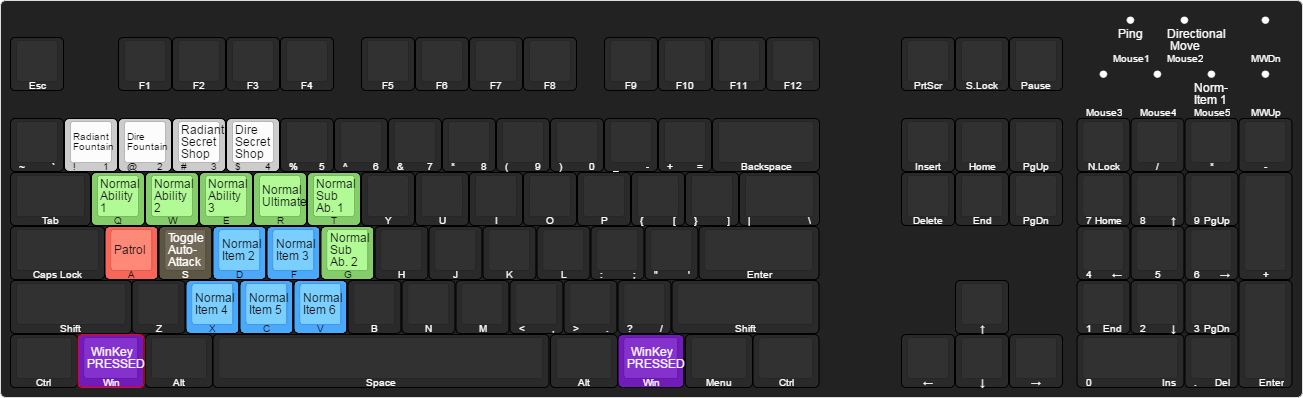 Ping Directional
Move
Mouse1 Mouse2 MWDn
Esc F1 F2 F3 F4 F5 F6 F7 F8 F9 F10 F11 F12 PrtScr S.Lock Pause
Norm-
Item 1
Mouse3 Mouse4 Mouse5 MWUp
Radiant
Fountain
Dire
Fountain
Radiant
Secret
Shop
Dire
Secret
Shop
~ ` ! 1 @ 2 # 3 $ 4 % 5 ^ 6 & 7 * 8 ( 9 ) 0 _ - + = Backspace Insert Home PgUp N.Lock / * -
Normal
Ability
1
Normal
Ability
2
Normal
Ability
3
Normal
Ultimate
Normal
Sub
Ab. 1
Tab Q W E R T Y U I O P { [ } ] | \ Delete End PgDn 7 Home 8 ↑ 9 PgUp
Patrol
Toggle
Auto-
Attack
Normal
Item 2
Normal
Item 3
Normal
Sub
Ab. 2
Caps Lock A S D F G H J K L : ; " ' Enter 4 ← 5 6 → +
Normal
Item 4
Normal
Item 5
Normal
Item 6
Shift Z X C V B N M < , > . ? / Shift ↑ 1 End 2 ↓ 3 PgDn
WinKey
PRESSED
WinKey
PRESSED
Ctrl Win Alt Space Alt Win Menu Ctrl ← ↓ → 0 Ins . Del Enter